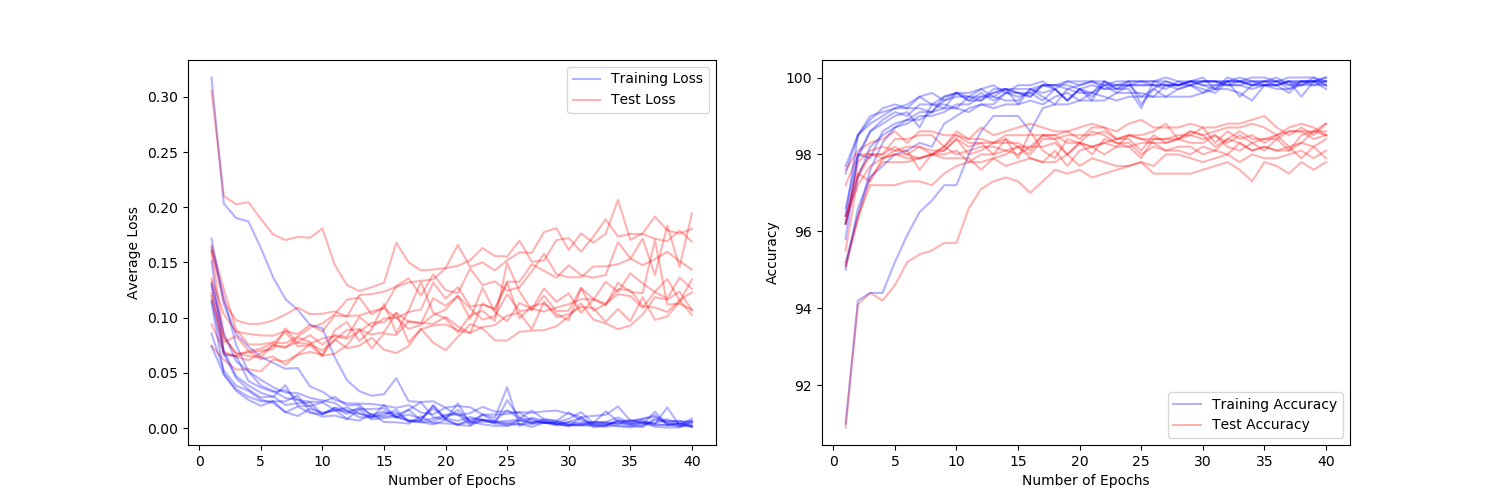 Training Loss
Test Loss
0.30
0.25
0.20
0.15
0.10
0.05
0.00
Average Loss
0 5 10 15 20 25 30 35 40
Number of Epochs
100
98
96
94
92
Accuracy
Training Accuracy
Test Accuracy
0 5 10 15 20 25 30 35 40
Number of Epochs